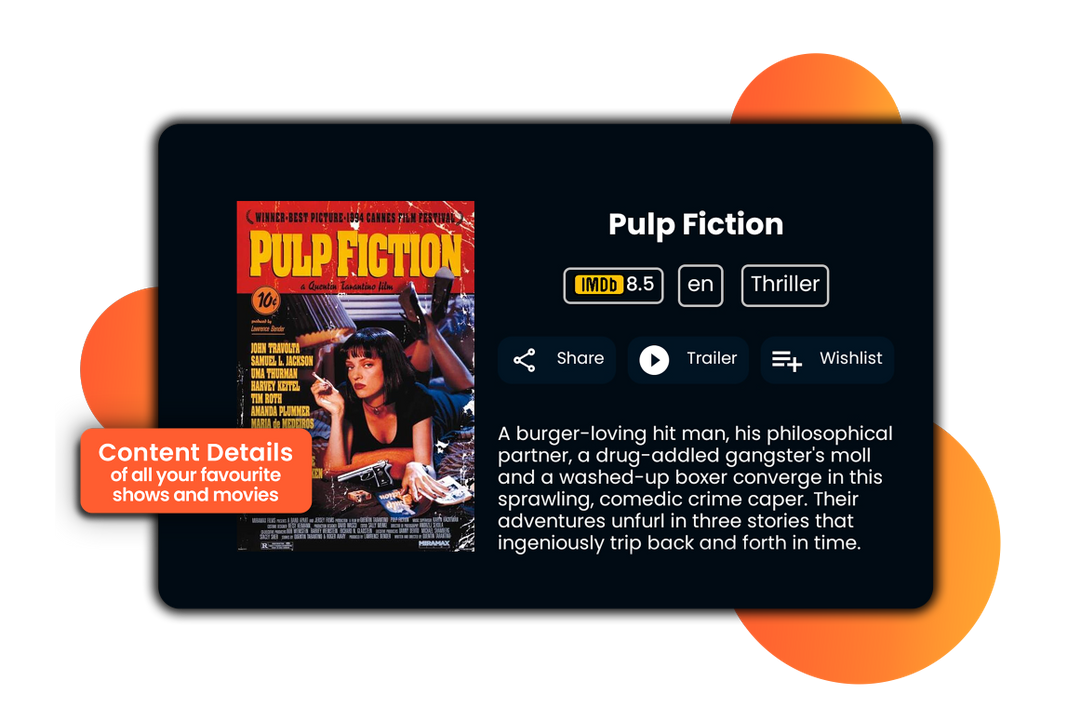 WINNER-BEST PICTURE-1994 CANNES FILM FESTIVAL
PULP FICTION
a Quentin Tarantino film
10¢
produced by
Lawrence Bender
JOHN TRAVOLTA
SAMUEL L. JACKSON
UMA THURMAN
HARVEY KEITEL
TIM ROTH
AMANDA PLUMMER
MARIA de MEDEIROS
MIRAMAX
R
Content Details
of all your favourite
shows and movies
Pulp Fiction
IMDb 8.5
en
Thriller
Share
Trailer
Wishlist
A burger-loving hit man, his philosophical
partner, a drug-addled gangster's moll
and a washed-up boxer converge in this
sprawling, comedic crime caper. Their
adventures unfurl in three stories that
ingeniously trip back and forth in time.